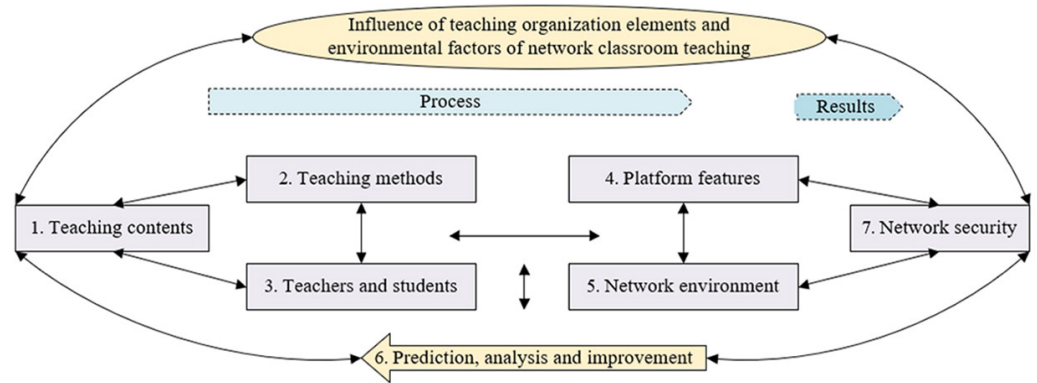 Influence of teaching organization elements and
environmental factors of network classroom teaching
Process
Results
2. Teaching methods
4. Platform features
1. Teaching contents
7. Network security
3. Teachers and students
5. Network environment
6. Prediction, analysis and improvement